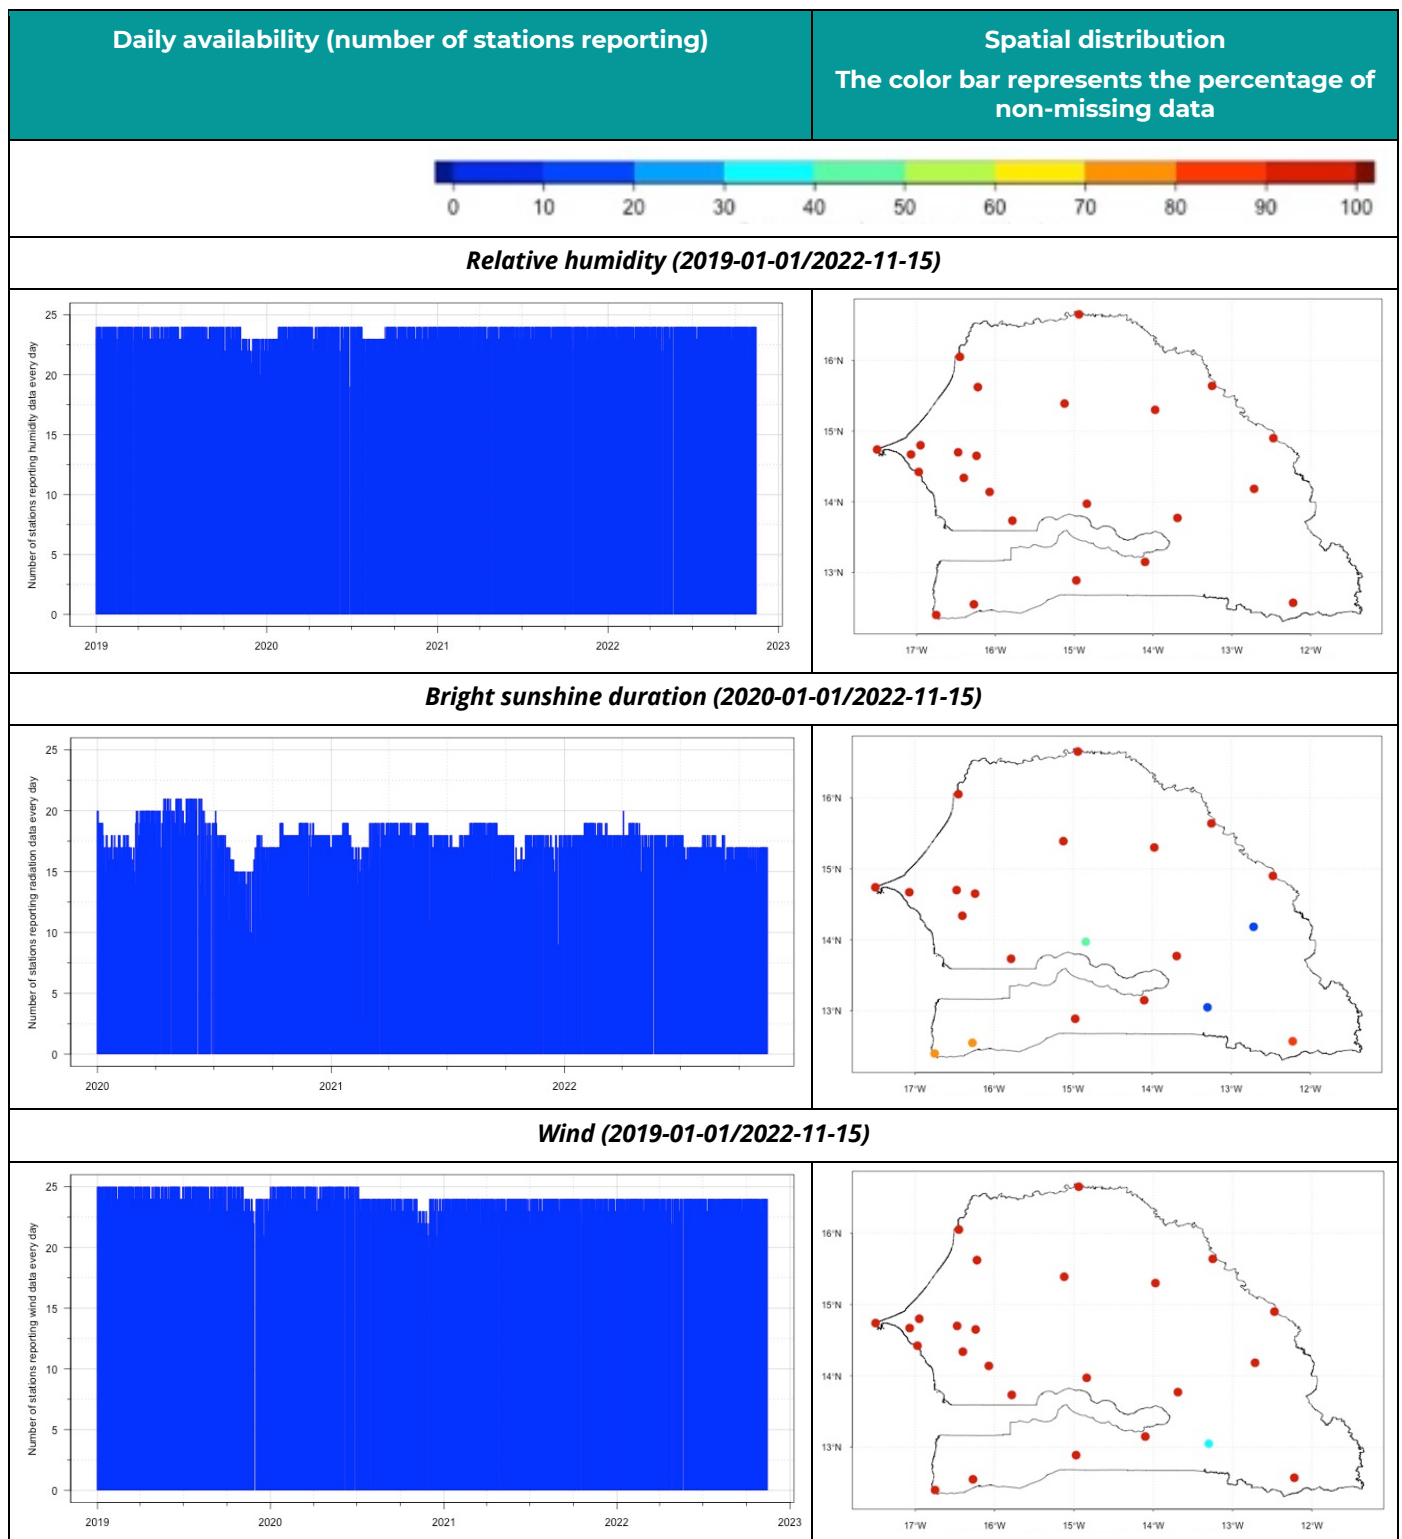 Daily availability (number of stations reporting)
Spatial distribution
The color bar represents the percentage of
non-missing data
0 10 20 30 40 50 60 70 80 90 100
Relative humidity (2019-01-01/2022-11-15)
Number of stations reporting humidity data every day
25
20
15
10
5
0
2019 2020 2021 2022 2023
16°N
15°N
14°N
13°N
17°W 16°W 15°W 14°W 13°W 12°W
Bright sunshine duration (2020-01-01/2022-11-15)
Number of stations reporting radiation data every day
25
20
15
10
5
0
2020 2021 2022
16°N
15°N
14°N
13°N
17°W 16°W 15°W 14°W 13°W 12°W
Wind (2019-01-01/2022-11-15)
Number of stations reporting wind data every day
25
20
15
10
5
0
2019 2020 2021 2022 2023
16°N
15°N
14°N
13°N
17°W 16°W 15°W 14°W 13°W 12°W